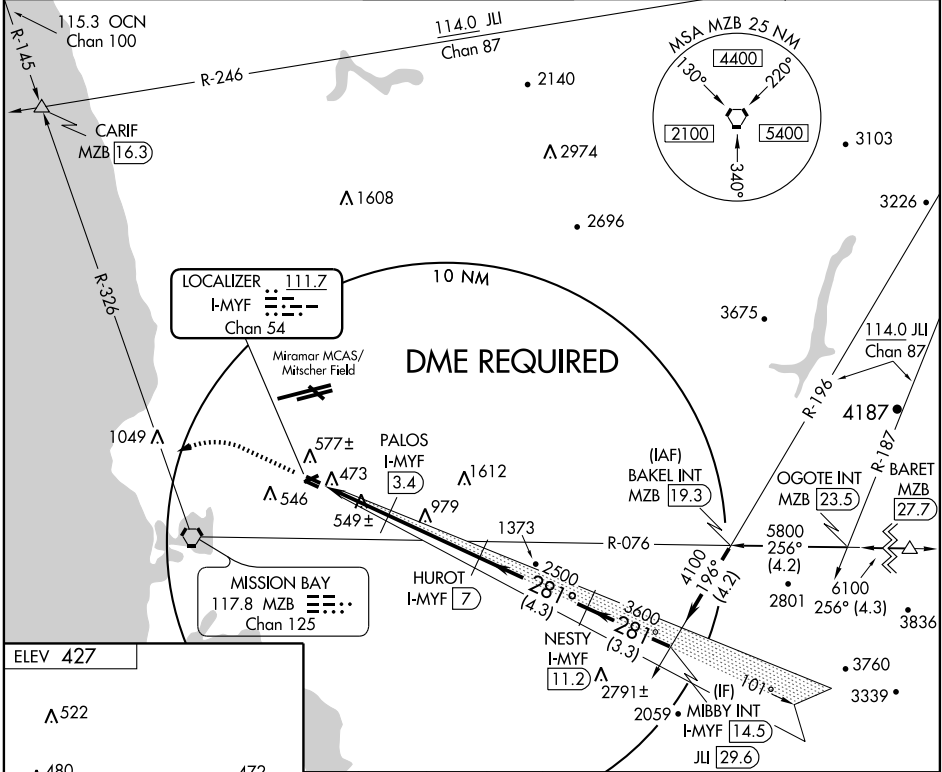 115.3 OCN
Chan 100
R-145
114.0 JLI
Chan 87
R-246
MSA MZB 25 NM
4400
130°
220°
2100
5400
340°
2140
2974
3103
CARIF
MZB 16.3
1608
2696
3226
R-326
LOCALIZER 111.7
I-MYF
Chan 54
10 NM
3675
114.0 JLI
Chan 87
Miramar MCAS/
Mitscher Field
DME REQUIRED
R-196
4187
R-187
1049
577±
PALOS
I-MYF
3.4
473
1612
546
549±
979
(IAF)
BAKEL INT
MZB 19.3
OGOTE INT
MZB 23.5
BARET
MZB
27.7
1373
R-076
5800
256°
(4.2)
4100
196°
(4.2)
6100
256° (4.3)
MISSION BAY
117.8 MZB
Chan 125
HUROT
I-MYF 7
2500
281°
(4.3)
3600
281°
(3.3)
2801
3836
NESTY
I-MYF
11.2
2791±
101°
3760
3339
2059
(IF)
MIBBY INT
I-MYF 14.5
JLI 29.6
ELEV 427
522
480
472